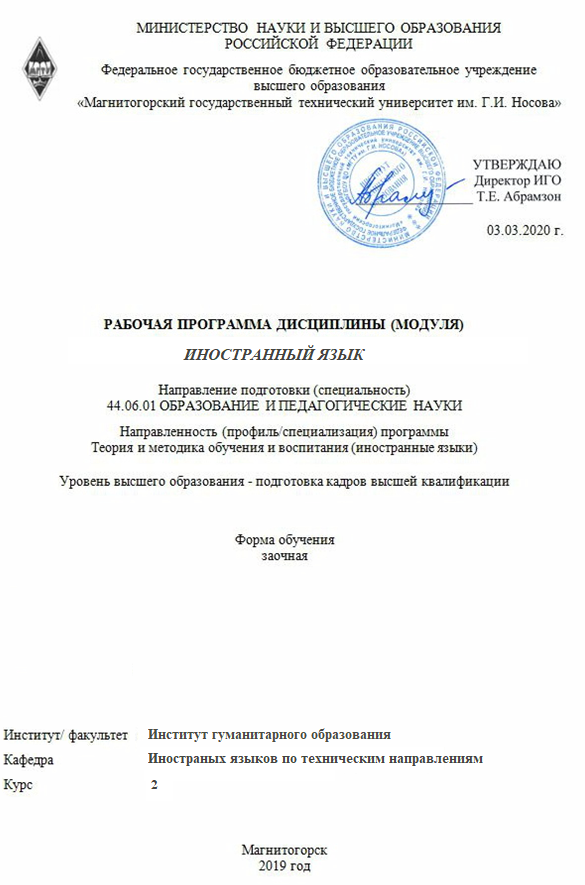 МИНИСТЕРСТВО НАУКИ И ВЫСШЕГО ОБРАЗОВАНИЯ
РОССИЙСКОЙ ФЕДЕРАЦИИ
Федеральное государственное бюджетное образовательное учреждение
высшего образования
«Магнитогорский государственный технический университет им. Г.И. Носова»
УТВЕРЖДАЮ
Директор ИГО
Т.Е. Абрамзон
03.03.2020 г.
РАБОЧАЯ ПРОГРАММА ДИСЦИПЛИНЫ (МОДУЛЯ)
ИНОСТРАННЫЙ ЯЗЫК
Направление подготовки (специальность)
44.06.01 ОБРАЗОВАНИЕ И ПЕДАГОГИЧЕСКИЕ НАУКИ
Направленность (профиль/специализация) программы
Теория и методика обучения и воспитания (иностранные языки)
Уровень высшего образования - подготовка кадров высшей квалификации
Форма обучения
заочная
Институт/ факультет Институт гуманитарного образования
Кафедра Иностраных языков по техническим направлениям
Курс 2
Магнитогорск
2019 год